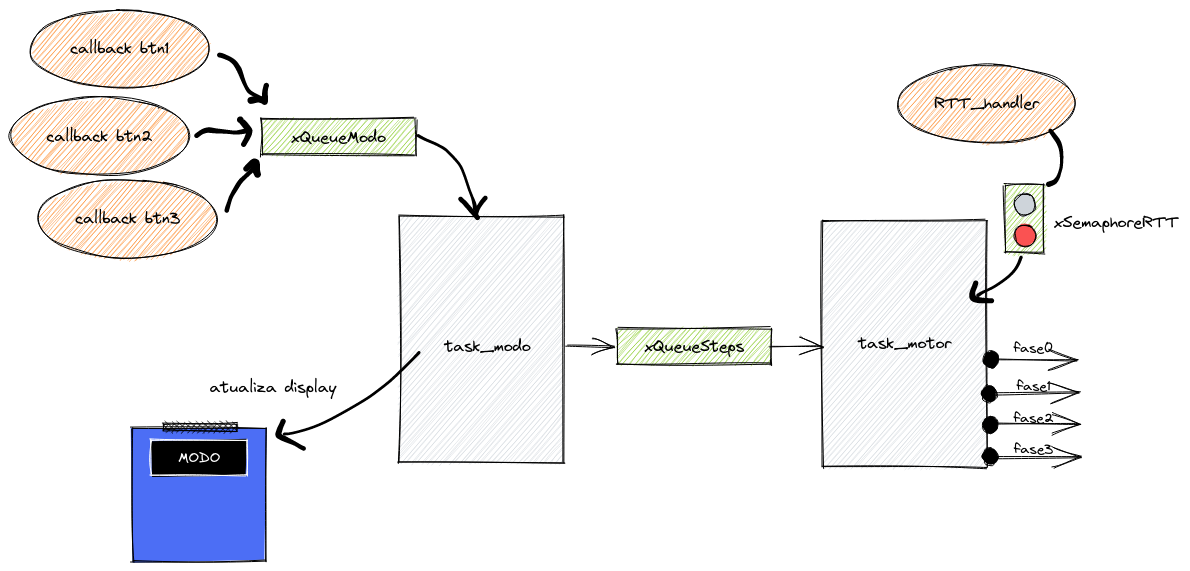 callback btn1
callback btn2
callback btn3
xQueueModo
RTT_handler
xSemaphoreRTT
task_modo
xQueueSteps
task_motor
fase0
fase1
fase2
fase3
atualiza display
MODO